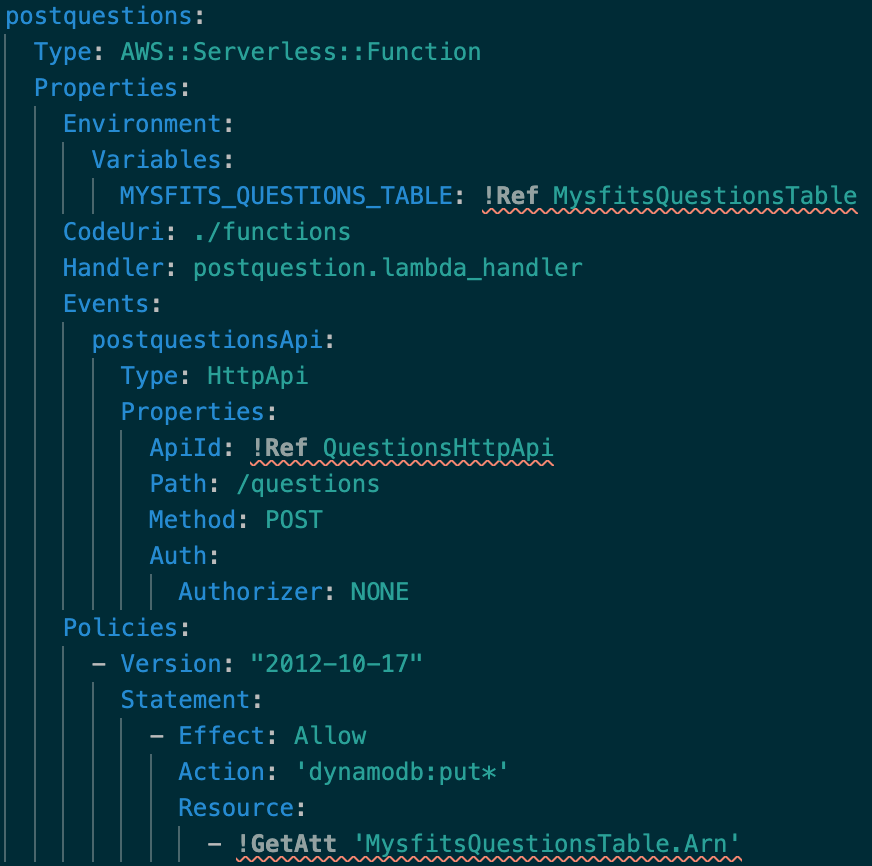 postquestions:
  Type: AWS::Serverless::Function
  Properties:
    Environment:
      Variables:
        MYSFITS_QUESTIONS_TABLE: !Ref MysfitsQuestionsTable
    CodeUri: ./functions
    Handler: postquestion.lambda_handler
    Events:
      postquestionsApi:
        Type: HttpApi
        Properties:
          ApiId: !Ref QuestionsHttpApi
          Path: /questions
          Method: POST
          Auth:
            Authorizer: NONE
    Policies:
      - Version: "2012-10-17"
        Statement:
          - Effect: Allow
            Action: 'dynamodb:put*'
            Resource:
              - !GetAtt 'MysfitsQuestionsTable.Arn'